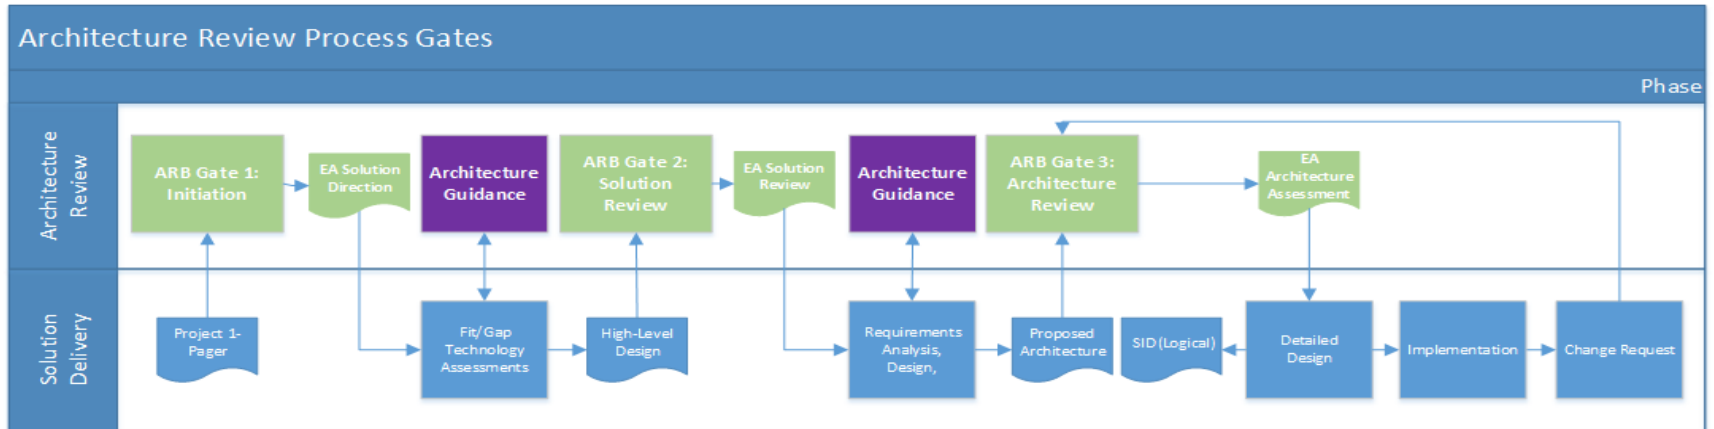 Architecture Review Process Gates
Phase
Architecture
Review
ARB Gate 1:
Initiation
EA Solution
Direction
Architecture
Guidance
ARB Gate 2:
Solution
Review
EA Solution
Review
Architecture
Guidance
ARB Gate 3:
Architecture
Review
EA
Architecture
Assessment
Solution
Delivery
Project 1-
Pager
Fit/Gap
Technology
Assessments
High-Level
Design
Requirements
Analysis,
Design,
Proposed
Architecture
SID(Logical)
Detailed
Design
Implementation
Change Request